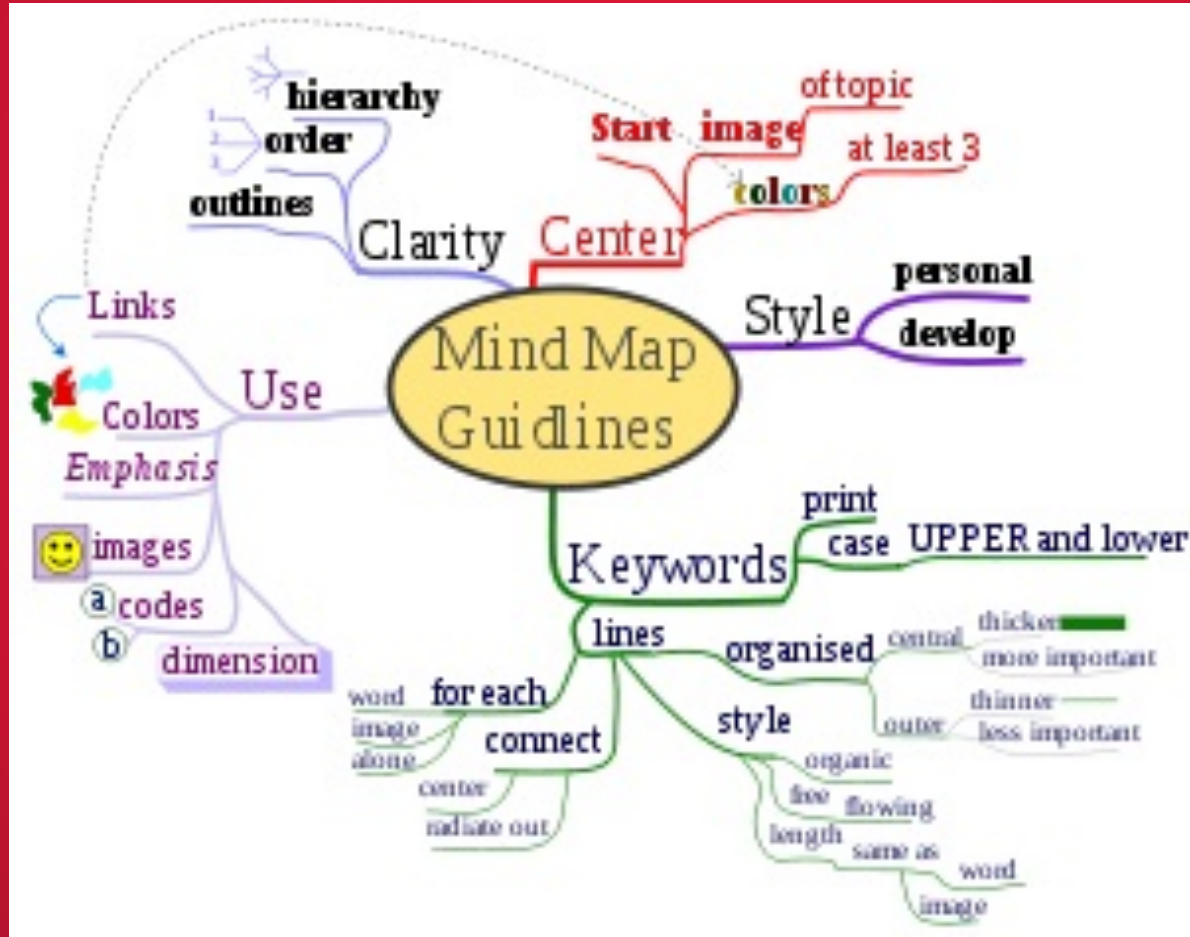 Mind Map
Guidlines
Center
Start image
of topic
colors
at least 3
Style
personal
develop
Keywords
print
case UPPER and lower
lines
organised
central
thicker
more important
outer
thinner
less important
style
organic
free flowing
length same as
word
image
connect
center
radiate out
for each
word
image
alone
Use
Links
Colors
Emphasis
images
codes
a
b
dimension
Clarity
hierarchy
order
1
2
3
outlines